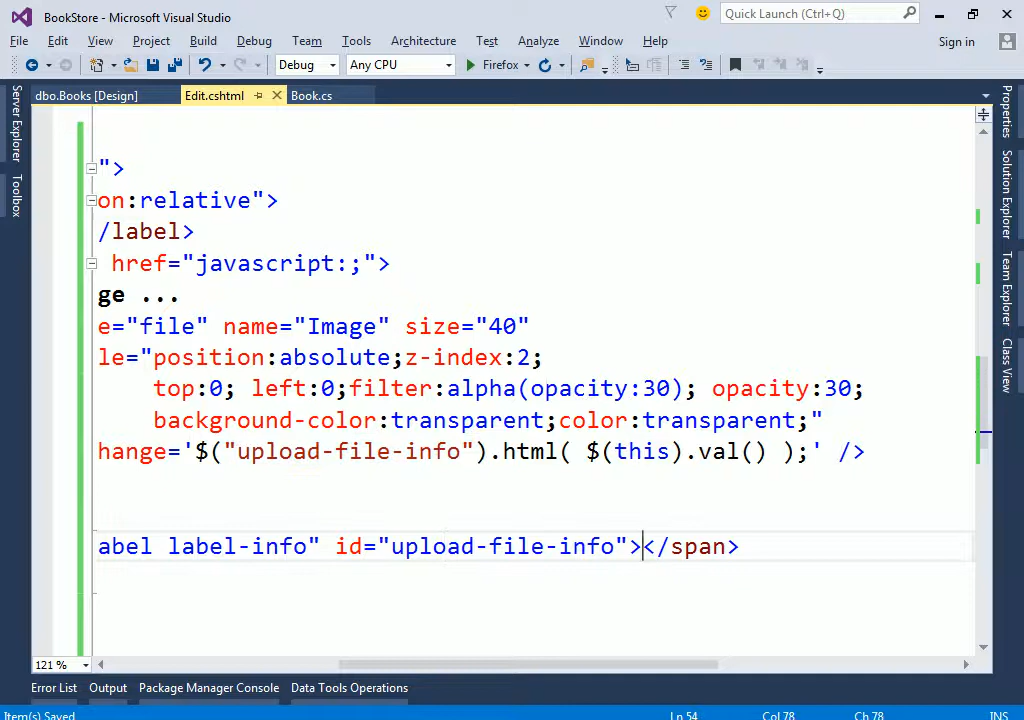 BookStore - Microsoft Visual Studio
Quick Launch (Ctrl+Q)
File Edit View Project Build Debug Team Tools Architecture Test Analyze Window Help
Sign in
Debug Any CPU Firefox
dbo.Books [Design] Edit.cshtml Book.cs
Server Explorer
Toolbox
Properties
Solution Explorer
Team Explorer
Class View
">
on:relative">
/label>
href="javascript:;">
ge ...
e="file" name="Image" size="40"
le="position:absolute;z-index:2;
top:0; left:0;filter:alpha(opacity:30); opacity:30;
background-color:transparent;color:transparent;"
hange='$("upload-file-info").html( $(this).val() );' />
abel label-info" id="upload-file-info"></span>
121 %
Error List Output Package Manager Console Data Tools Operations
Item(s) Saved Ln 54 Col 78 Ch 78 INS